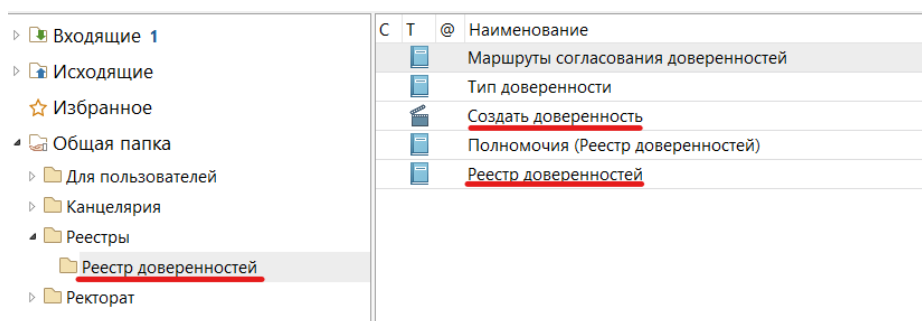 Входящие 1
Исходящие
Избранное
Общая папка
Для пользователей
Канцелярия
Реестры
Реестр доверенностей
Ректорат
С Т @ Наименование
Маршруты согласования доверенностей
Тип доверенности
Создать доверенность
Полномочия (Реестр доверенностей)
Реестр доверенностей